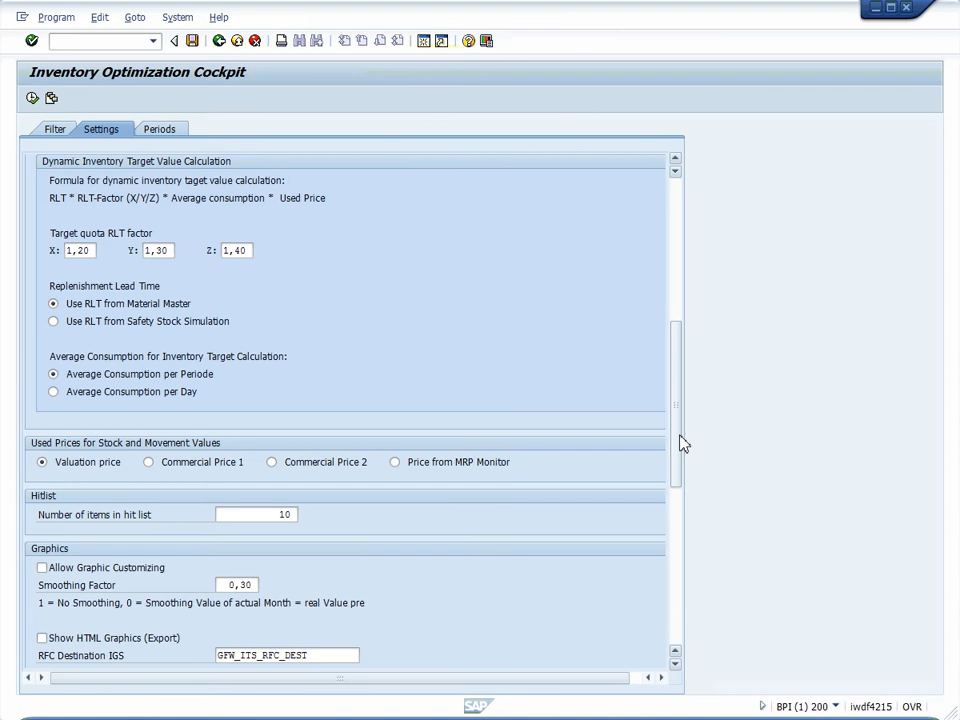 Program Edit Goto System Help
Inventory Optimization Cockpit
Filter Settings Periods
Dynamic Inventory Target Value Calculation
Formula for dynamic inventory taget value calculation:
RLT * RLT-Factor (X/Y/Z) * Average consumption * Used Price
Target quota RLT factor
X: 1,20 Y: 1,30 Z: 1,40
Replenishment Lead Time
Use RLT from Material Master
Use RLT from Safety Stock Simulation
Average Consumption for Inventory Target Calculation:
Average Consumption per Periode
Average Consumption per Day
Used Prices for Stock and Movement Values
Valuation price Commercial Price 1 Commercial Price 2 Price from MRP Monitor
Hitlist
Number of items in hit list 10
Graphics
Allow Graphic Customizing
Smoothing Factor 0,30
1 = No Smoothing, 0 = Smoothing Value of actual Month = real Value pre
Show HTML Graphics (Export)
RFC Destination IGS GFW_ITS_RFC_DEST
SAP BPI (1) 200 iwdf4215 OVR